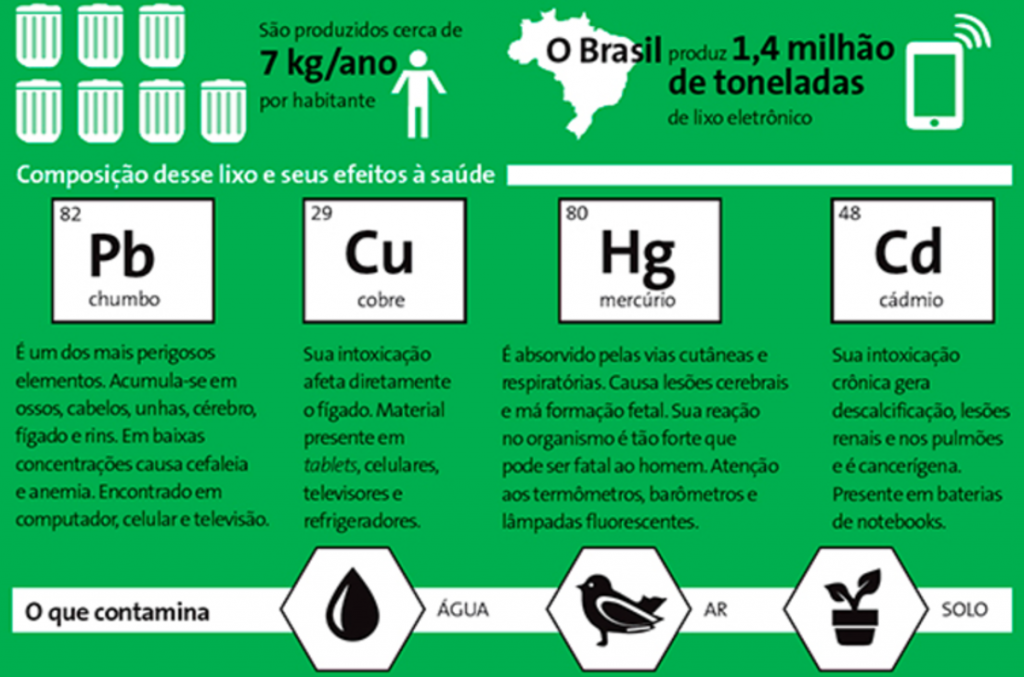 São produzidos cerca de
7 kg/ano
por habitante
O Brasil produz 1,4 milhão
de toneladas
de lixo eletrônico
Composição desse lixo e seus efeitos à saúde
82
Pb
chumbo
É um dos mais perigosos
elementos. Acumula-se em
ossos, cabelos, unhas, cérebro,
fígado e rins. Em baixas
concentrações causa cefaleia
e anemia. Encontrado em
computador, celular e televisão.
29
Cu
cobre
Sua intoxicação
afeta diretamente
o fígado. Material
presente em
tablets, celulares,
televisores e
refrigeradores.
80
Hg
mercúrio
É absorvido pelas vias cutâneas e
respiratórias. Causa lesões cerebrais
e má formação fetal. Sua reação
no organismo é tão forte que
pode ser fatal ao homem. Atenção
aos termômetros, barômetros e
lâmpadas fluorescentes.
48
Cd
cádmio
Sua intoxicação
crônica gera
descalcificação, lesões
renais e nos pulmões
e é cancerígena.
Presente em baterias
de notebooks.
O que contamina
ÁGUA
AR
SOLO